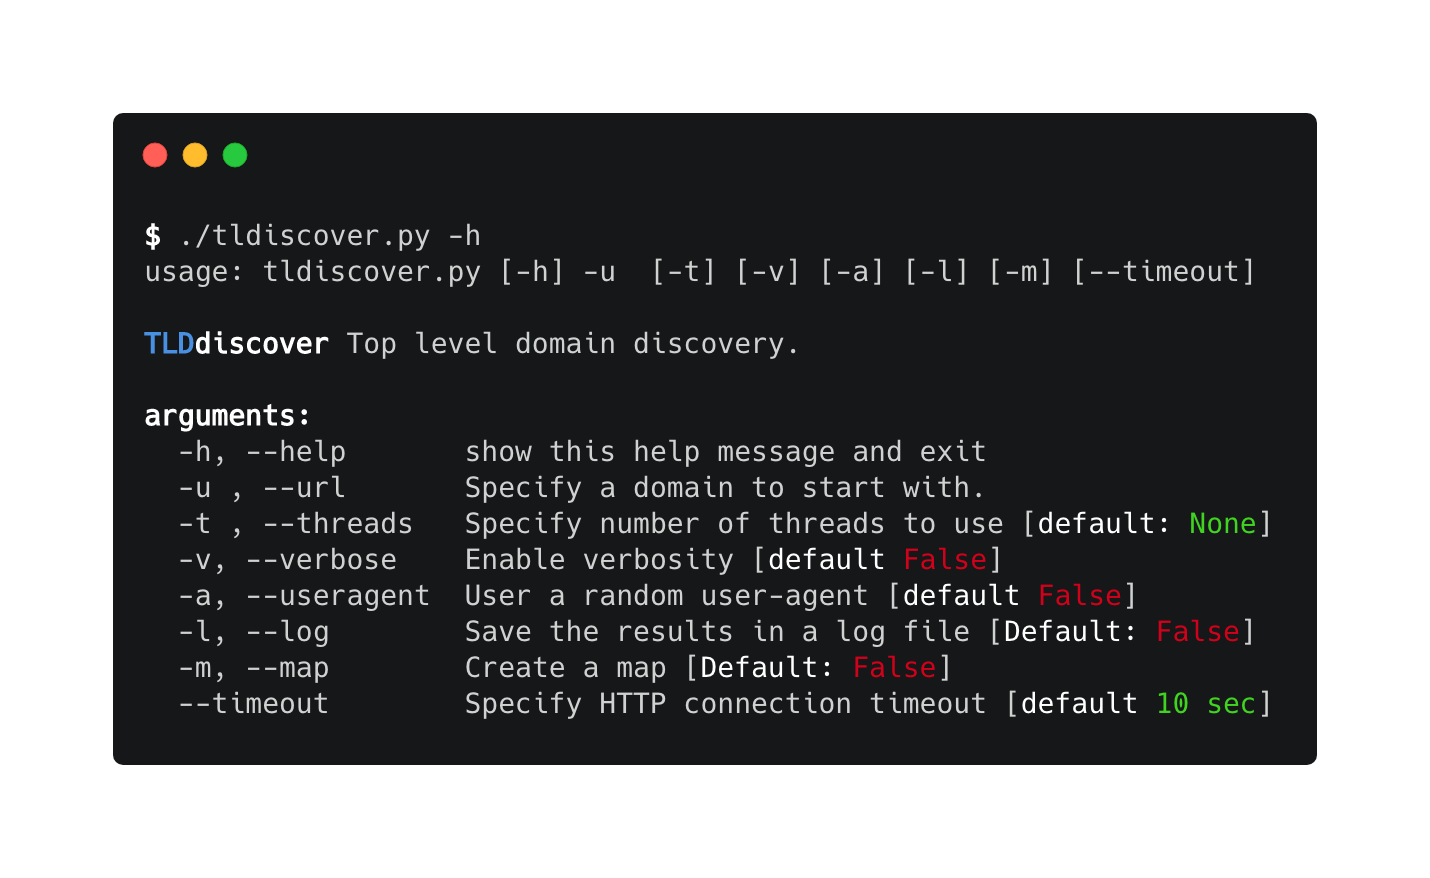 $ ./tldiscover.py -h
usage: tldiscover.py [-h] -u  [-t] [-v] [-a] [-l] [-m] [--timeout]
TLDdiscover Top level domain discovery.
arguments:
-h, --help show this help message and exit
-u , --url Specify a domain to start with.
-t , --threads Specify number of threads to use [default: None]
-v, --verbose Enable verbosity [default False]
-a, --useragent User a random user-agent [default False]
-l, --log Save the results in a log file [Default: False]
-m, --map Create a map [Default: False]
--timeout Specify HTTP connection timeout [default 10 sec]